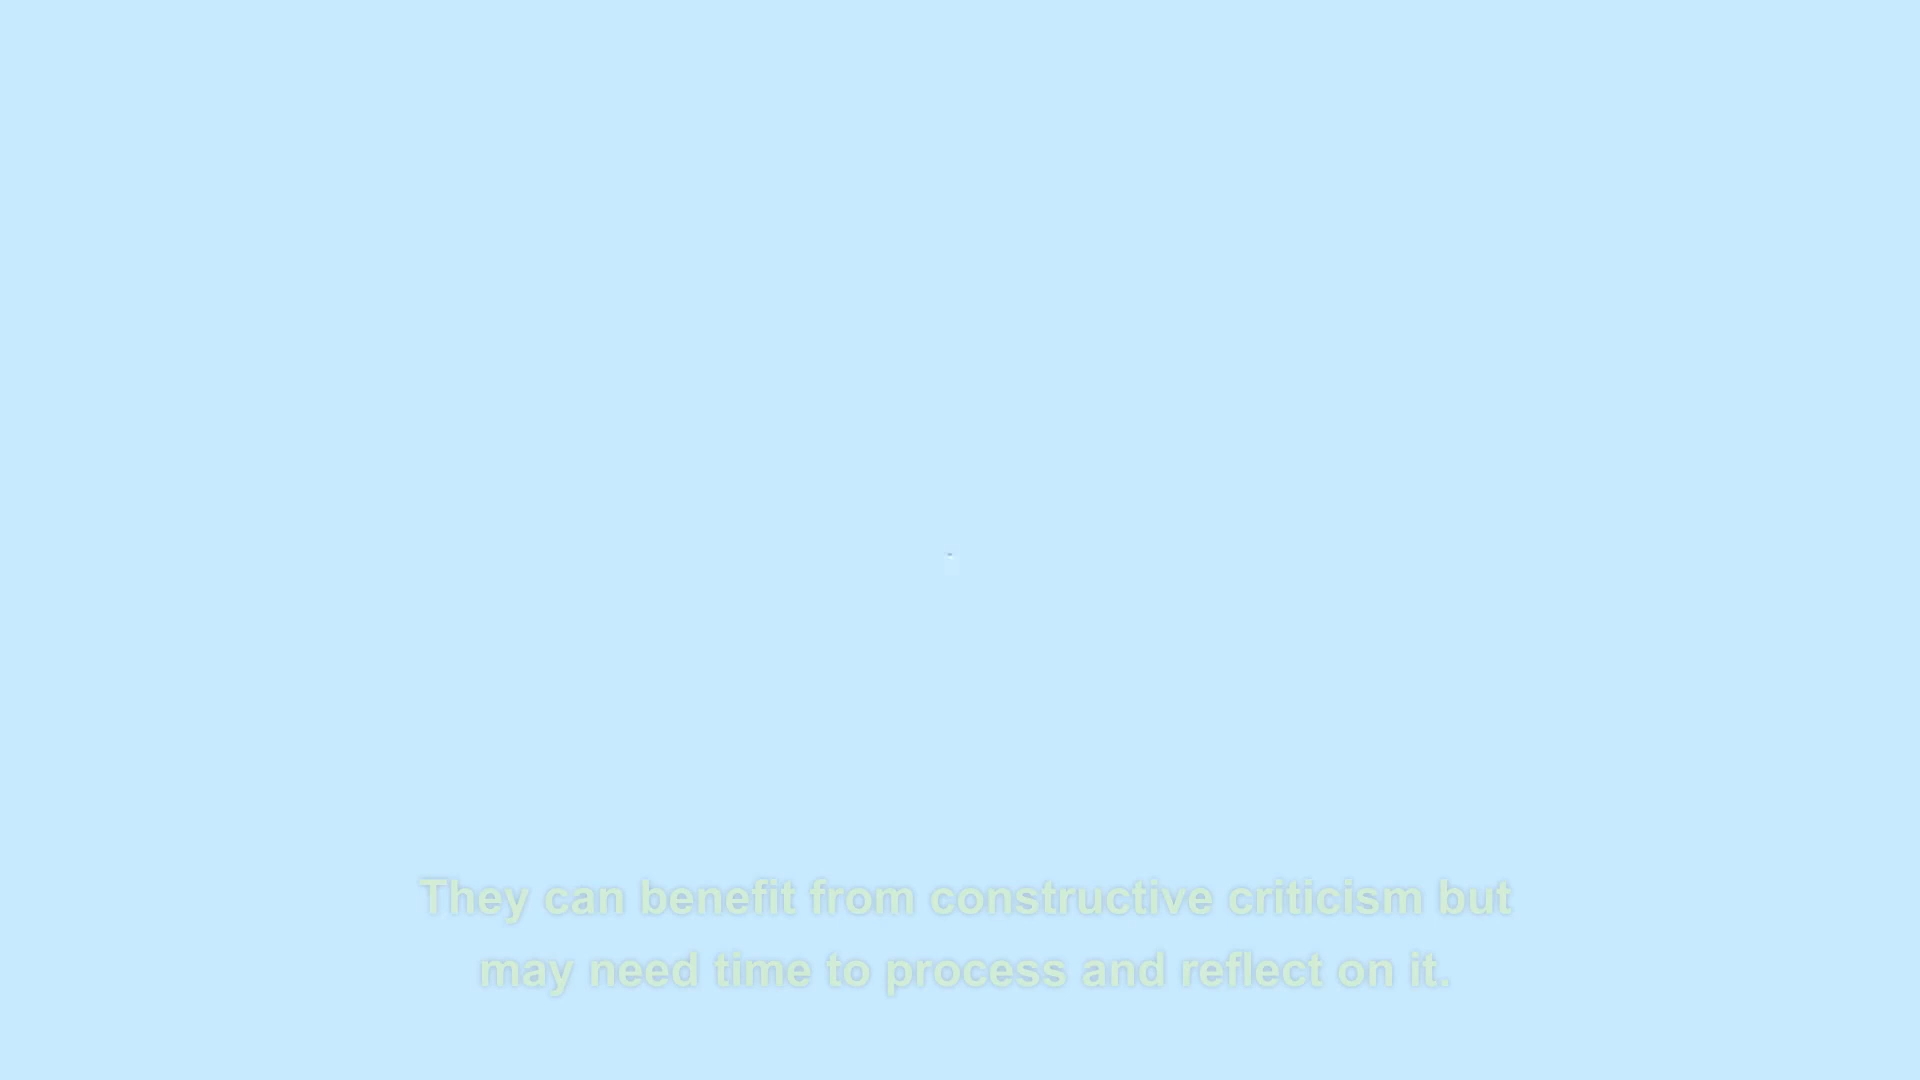 They can benefit from constructive criticism but
may need time to process and reflect on it.